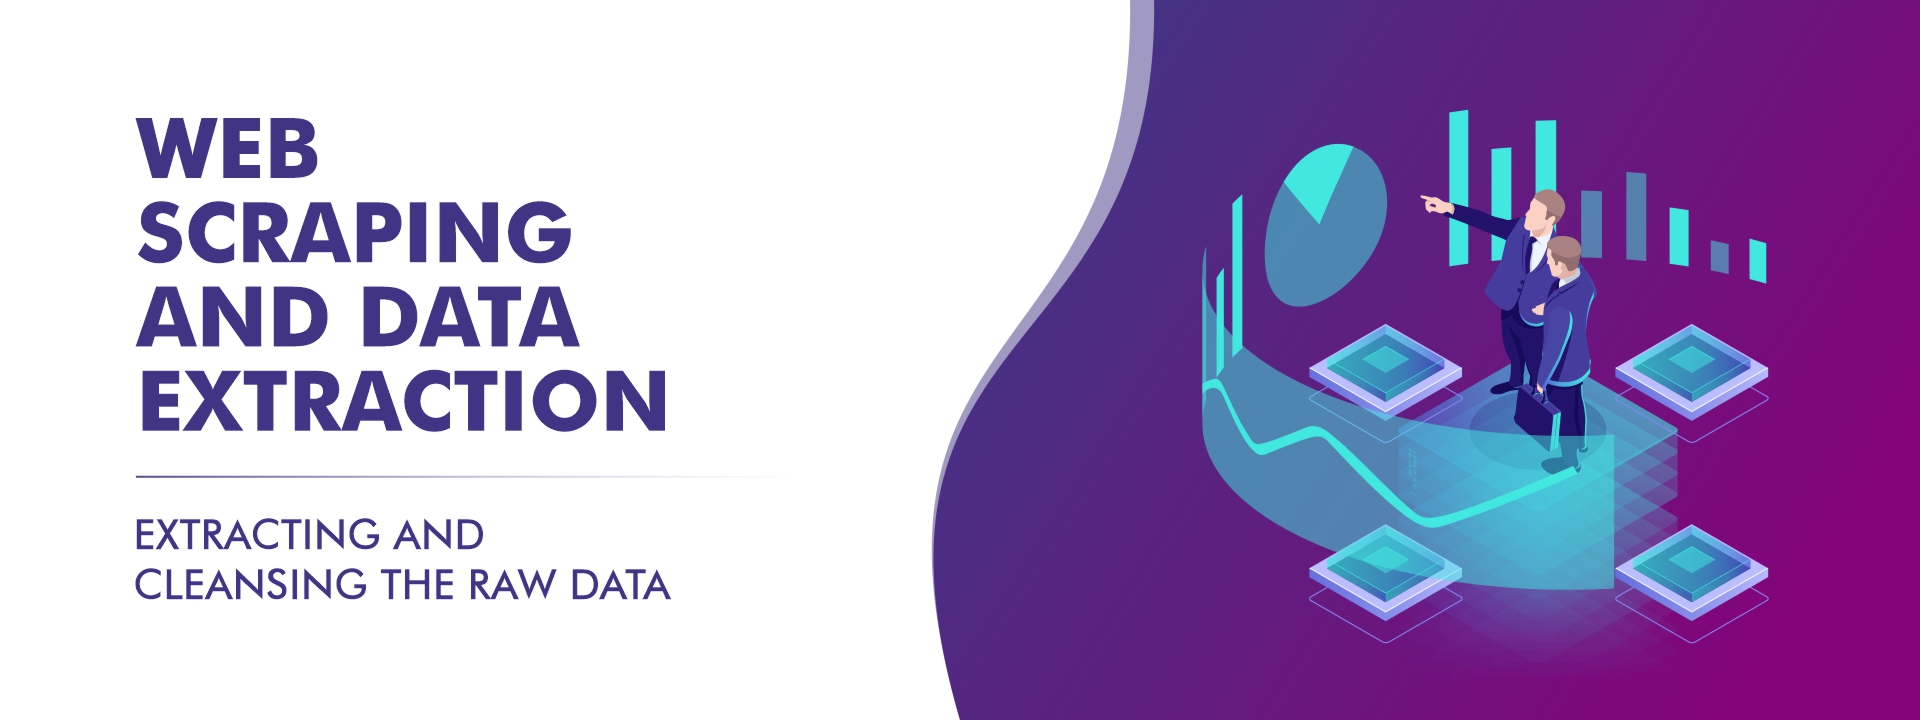 WEB
SCRAPING
AND DATA
EXTRACTION
EXTRACTING AND
CLEANSING THE RAW DATA